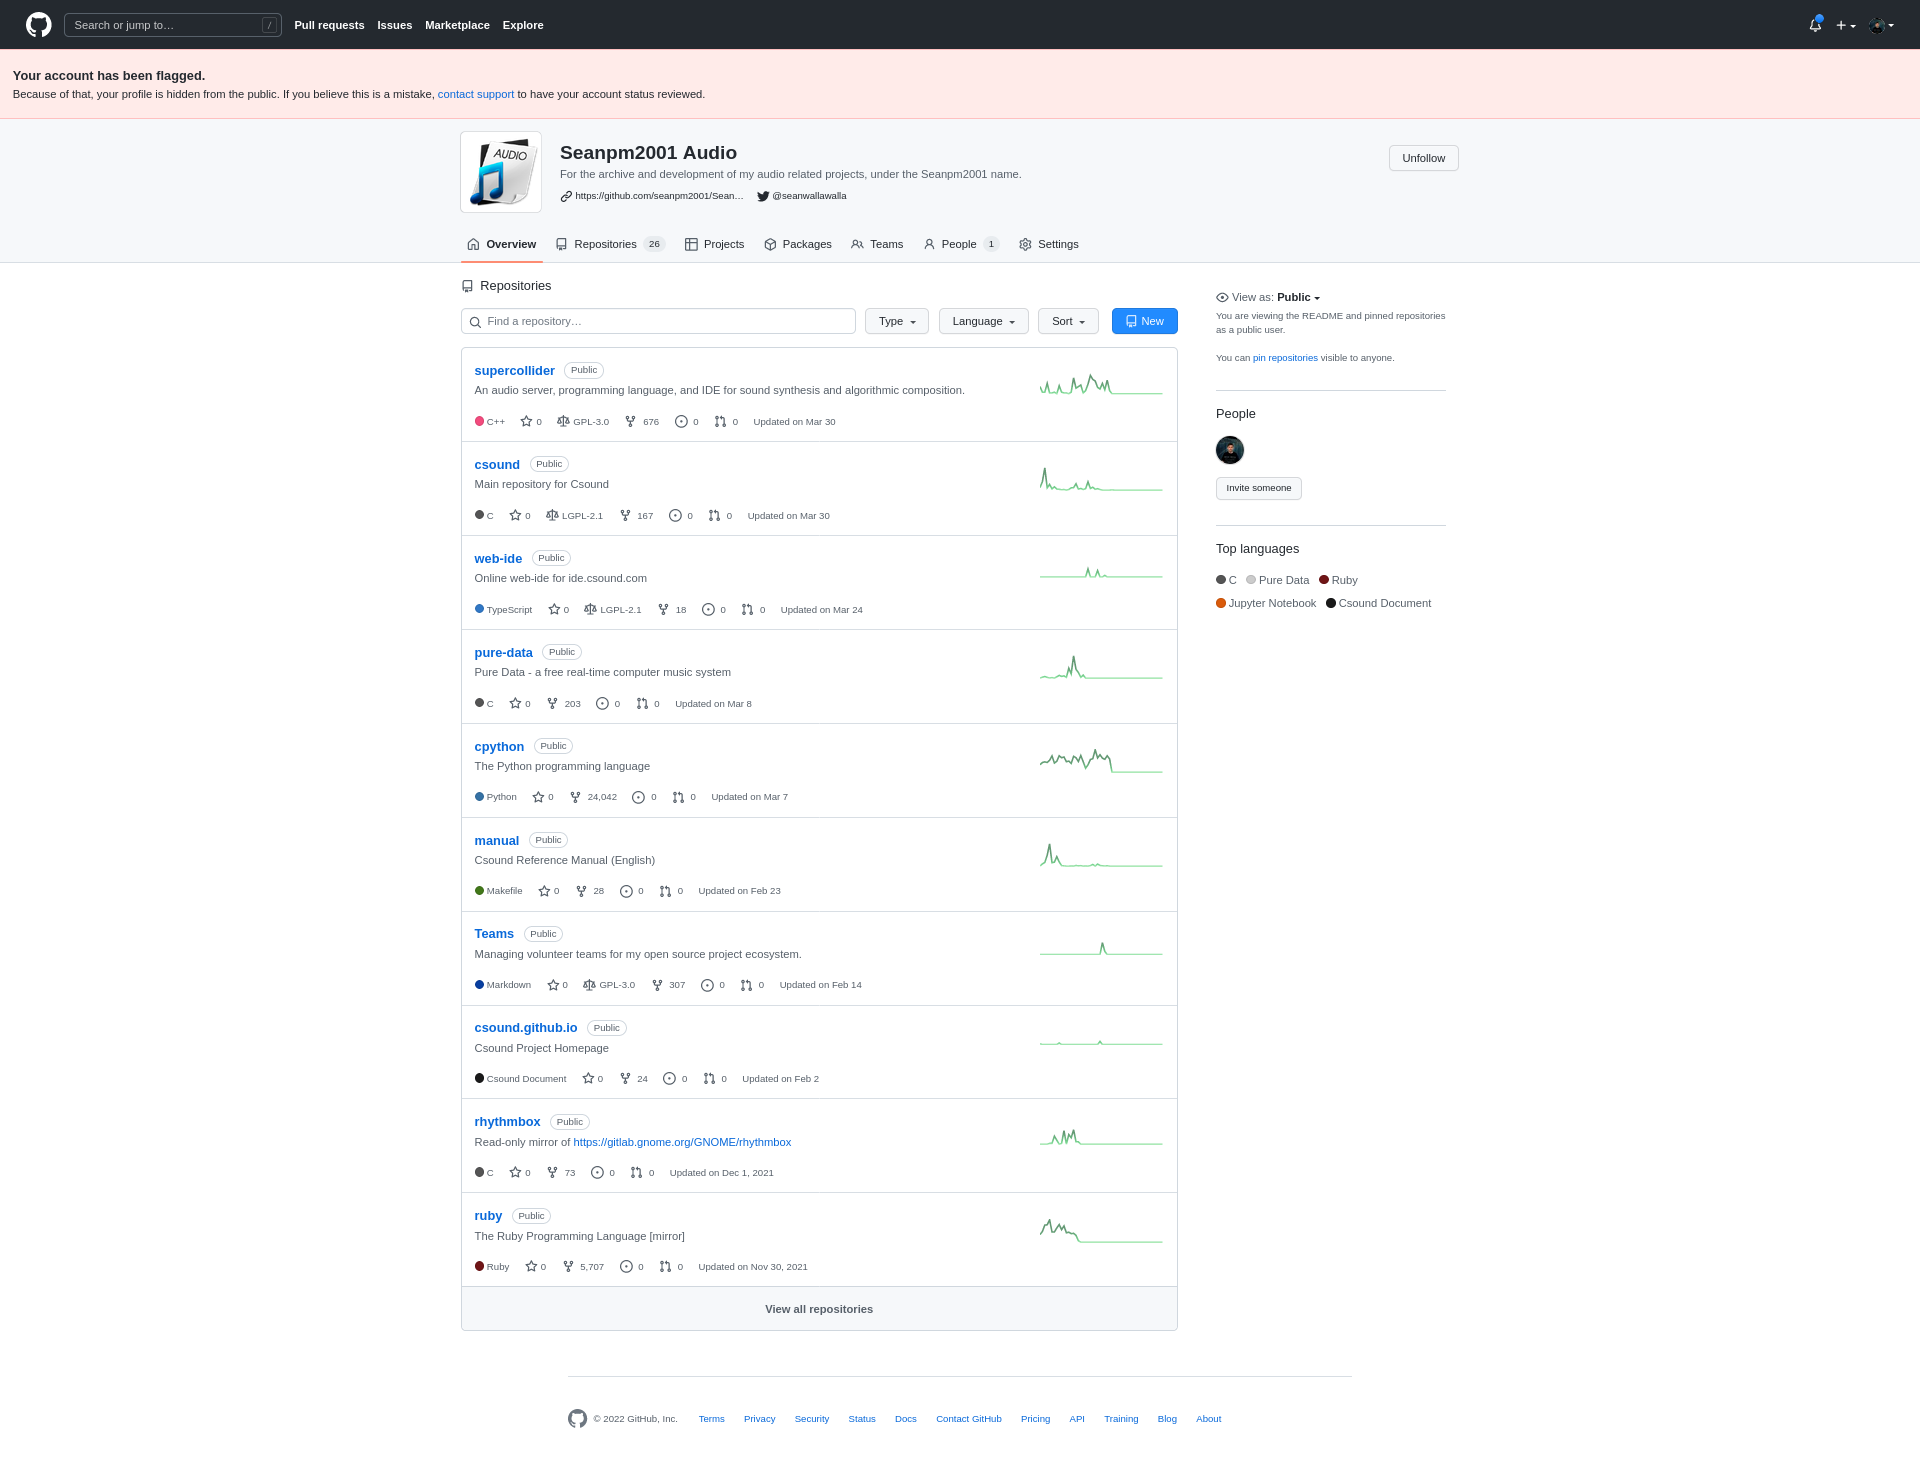 Search or jump to…
/
Pull requests Issues Marketplace Explore
Your account has been flagged.
Because of that, your profile is hidden from the public. If you believe this is a mistake, contact support to have your account status reviewed.
AUDIO
Seanpm2001 Audio
For the archive and development of my audio related projects, under the Seanpm2001 name.
https://github.com/seanpm2001/Sean… @seanwallawalla
Unfollow
Overview Repositories 26 Projects Packages Teams People 1 Settings
Repositories
Find a repository… Type Language Sort New
supercollider Public
An audio server, programming language, and IDE for sound synthesis and algorithmic composition.
C++ 0 GPL-3.0 676 0 0 Updated on Mar 30
csound Public
Main repository for Csound
C 0 LGPL-2.1 167 0 0 Updated on Mar 30
web-ide Public
Online web-ide for ide.csound.com
TypeScript 0 LGPL-2.1 18 0 0 Updated on Mar 24
pure-data Public
Pure Data - a free real-time computer music system
C 0 203 0 0 Updated on Mar 8
cpython Public
The Python programming language
Python 0 24,042 0 0 Updated on Mar 7
manual Public
Csound Reference Manual (English)
Makefile 0 28 0 0 Updated on Feb 23
Teams Public
Managing volunteer teams for my open source project ecosystem.
Markdown 0 GPL-3.0 307 0 0 Updated on Feb 14
csound.github.io Public
Csound Project Homepage
Csound Document 0 24 0 0 Updated on Feb 2
rhythmbox Public
Read-only mirror of https://gitlab.gnome.org/GNOME/rhythmbox
C 0 73 0 0 Updated on Dec 1, 2021
ruby Public
The Ruby Programming Language [mirror]
Ruby 0 5,707 0 0 Updated on Nov 30, 2021
View all repositories
View as: Public
You are viewing the README and pinned repositories
as a public user.
You can pin repositories visible to anyone.
People
Invite someone
Top languages
C Pure Data Ruby
Jupyter Notebook Csound Document
© 2022 GitHub, Inc. Terms Privacy Security Status Docs Contact GitHub Pricing API Training Blog About